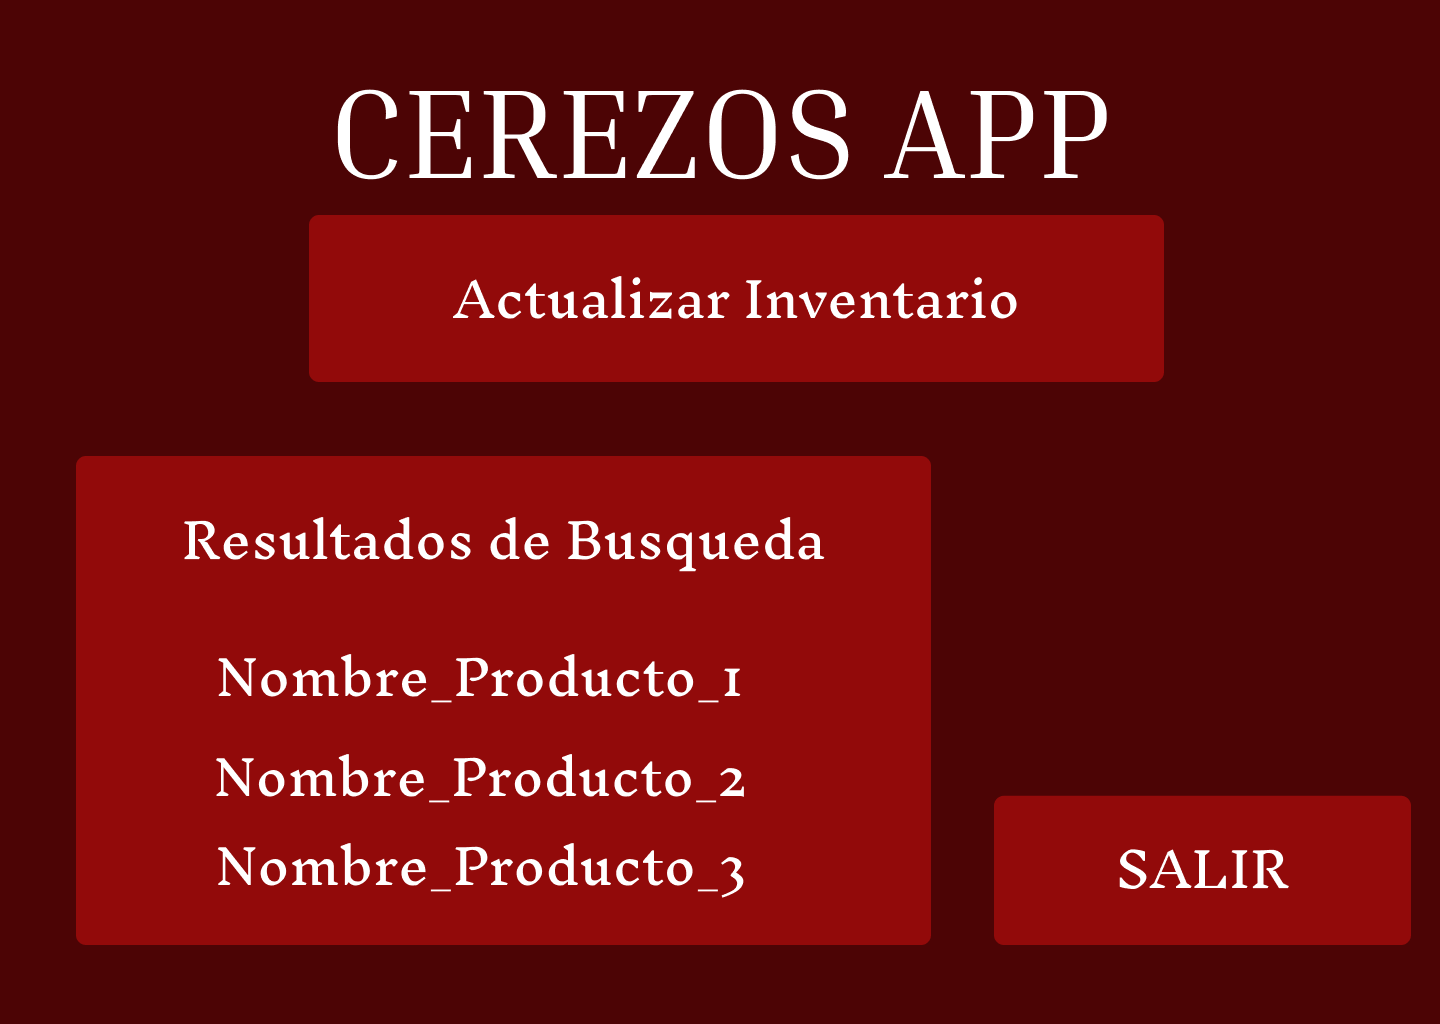 CEREZOS APP
Actualizar Inventario
Resultados de Busqueda
Nombre_Producto_1
Nombre_Producto_2
Nombre_Producto_3
SALIR